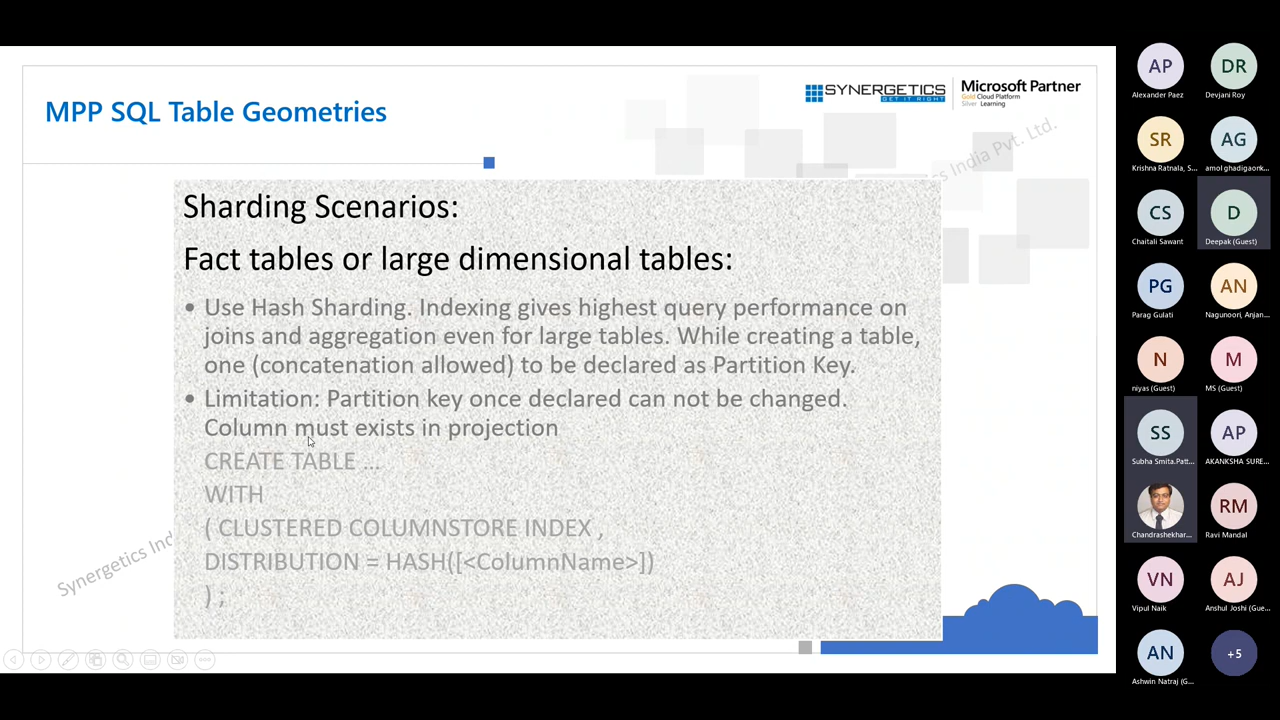 MPP SQL Table Geometries
SYNERGETICS
GET IT RIGHT
Microsoft Partner
Gold Cloud Platform
Silver Learning
cs India Pvt. Ltd.
Sharding Scenarios:
Fact tables or large dimensional tables:
• Use Hash Sharding. Indexing gives highest query performance on
joins and aggregation even for large tables. While creating a table,
one (concatenation allowed) to be declared as Partition Key.
• Limitation: Partition key once declared can not be changed.
Column must exists in projection
CREATE TABLE ...
WITH
( CLUSTERED COLUMNSTORE INDEX ,
DISTRIBUTION = HASH([<ColumnName>])
) ;
Synergetics Ind
AP
Alexander Paez
DR
Devjani Roy
SR
Krishna Ratnala, S...
AG
amol ghadigaonk...
CS
Chaitali Sawant
D
Deepak (Guest)
PG
Parag Gulati
AN
Nagunoori, Anjan...
N
niyas (Guest)
M
MS (Guest)
SS
Subha Smita.Patt...
AP
AKANKSHA SURE...
Chandrashekhar...
RM
Ravi Mandal
VN
Vipul Naik
AJ
Anshul Joshi (Gue...
AN
Ashwin Natraj (G...
+5